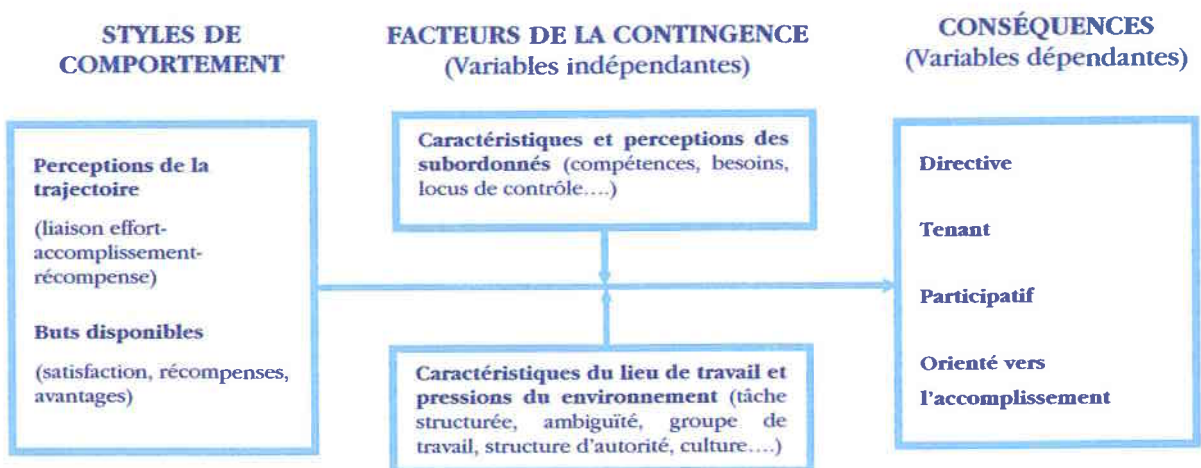 STYLES DE
COMPORTEMENT
FACTEURS DE LA CONTINGENCE
(Variables indépendantes)
CONSÉQUENCES
(Variables dépendantes)
Perceptions de la
trajectoire
(liaison effort-
accomplissement-
récompense)
Buts disponibles
(satisfaction, récompenses,
avantages)
Caractéristiques et perceptions des
subordonnés (compétences, besoins,
locus de contrôle....)
Caractéristiques du lieu de travail et
pressions du environnement (tâche
structurée, ambiguïté, groupe de
travail, structure d'autorité, culture....)
Directive
Tenant
Participatif
Orienté vers
l'accomplissement